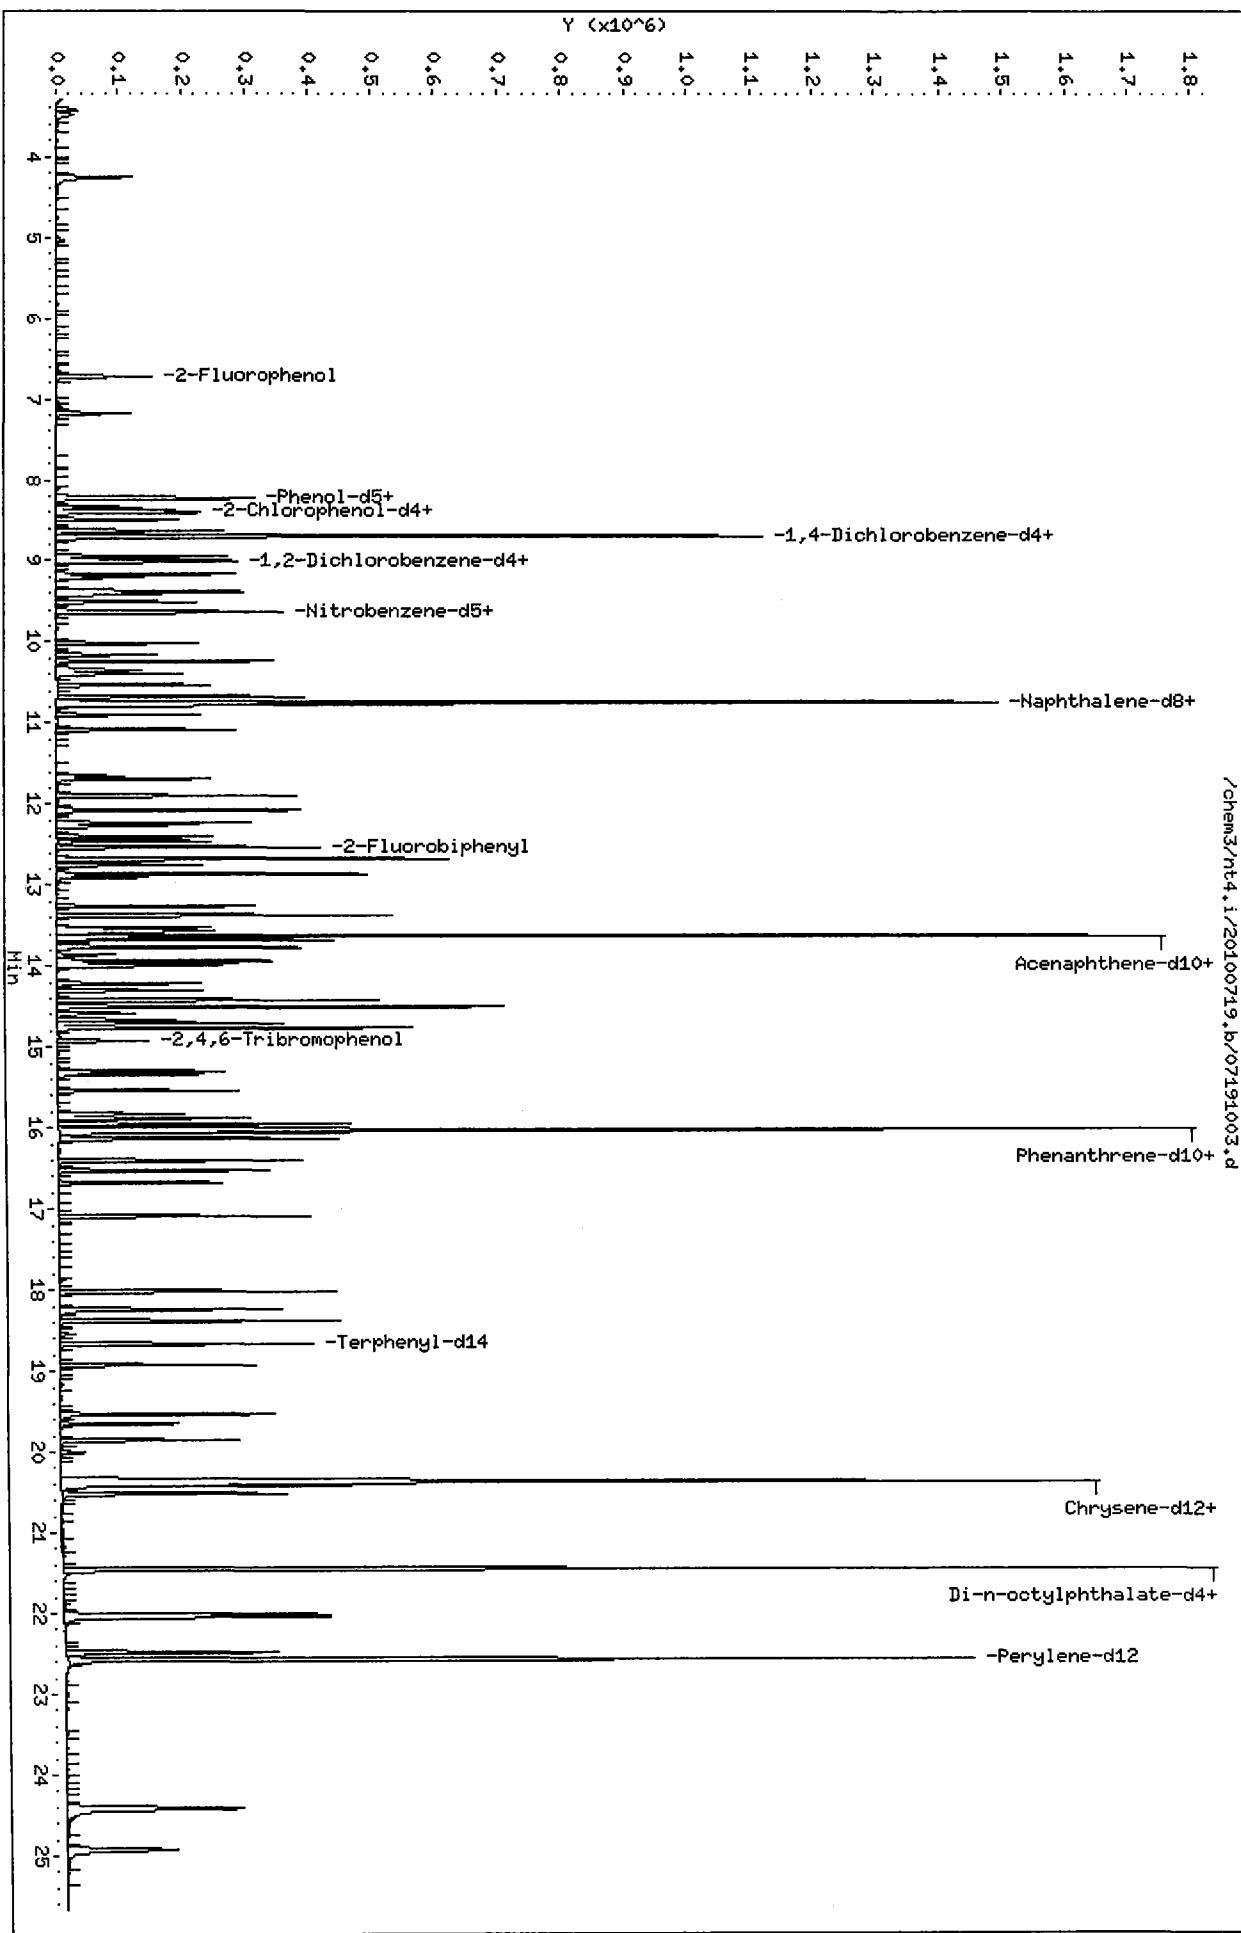 /chem3/nt4.i/20100719.b/07191003.d
Y (x10^6)
0.0
0.1
0.2
0.3
0.4
0.5
0.6
0.7
0.8
0.9
1.0
1.1
1.2
1.3
1.4
1.5
1.6
1.7
1.8
4
5
6
7
8
9
10
11
12
13
14
15
16
17
18
19
20
21
22
23
24
25
Min
-2-Fluorophenol
-Phenol-d5+
-2-Chlorophenol-d4+
-1,4-Dichlorobenzene-d4+
-1,2-Dichlorobenzene-d4+
-Nitrobenzene-d5+
-Naphthalene-d8+
-2-Fluorobiphenyl
Acenaphthene-d10+
-2,4,6-Tribromophenol
Phenanthrene-d10+
-Terphenyl-d14
Chrysene-d12+
Di-n-octylphthalate-d4+
-Perylene-d12